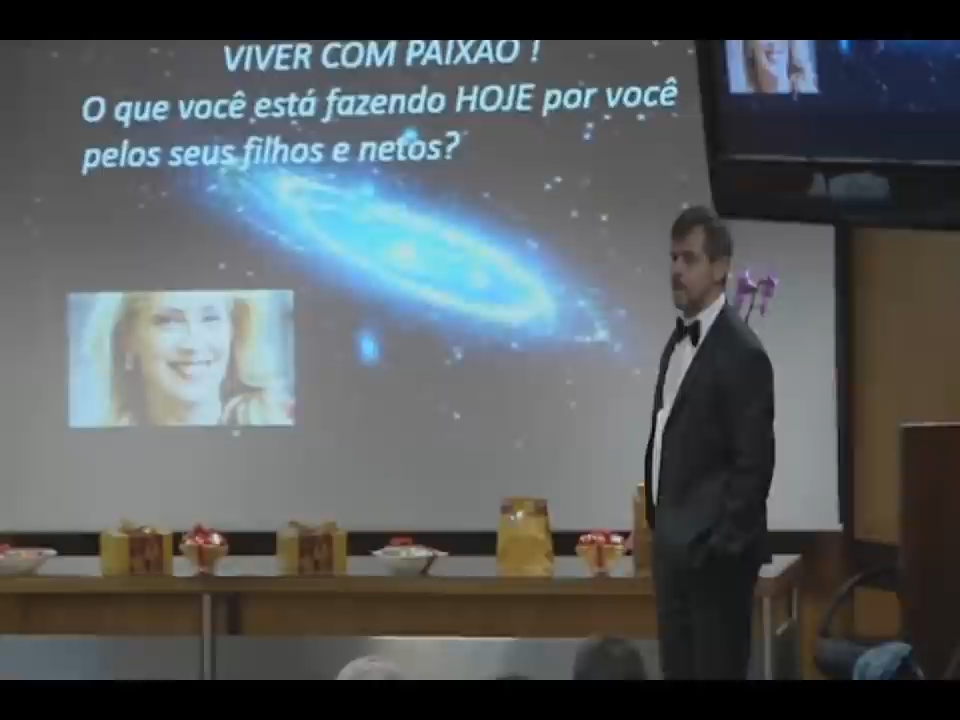 VIVER COM PAIXÃO !
O que você está fazendo HOJE por você
pelos seus filhos e netos?